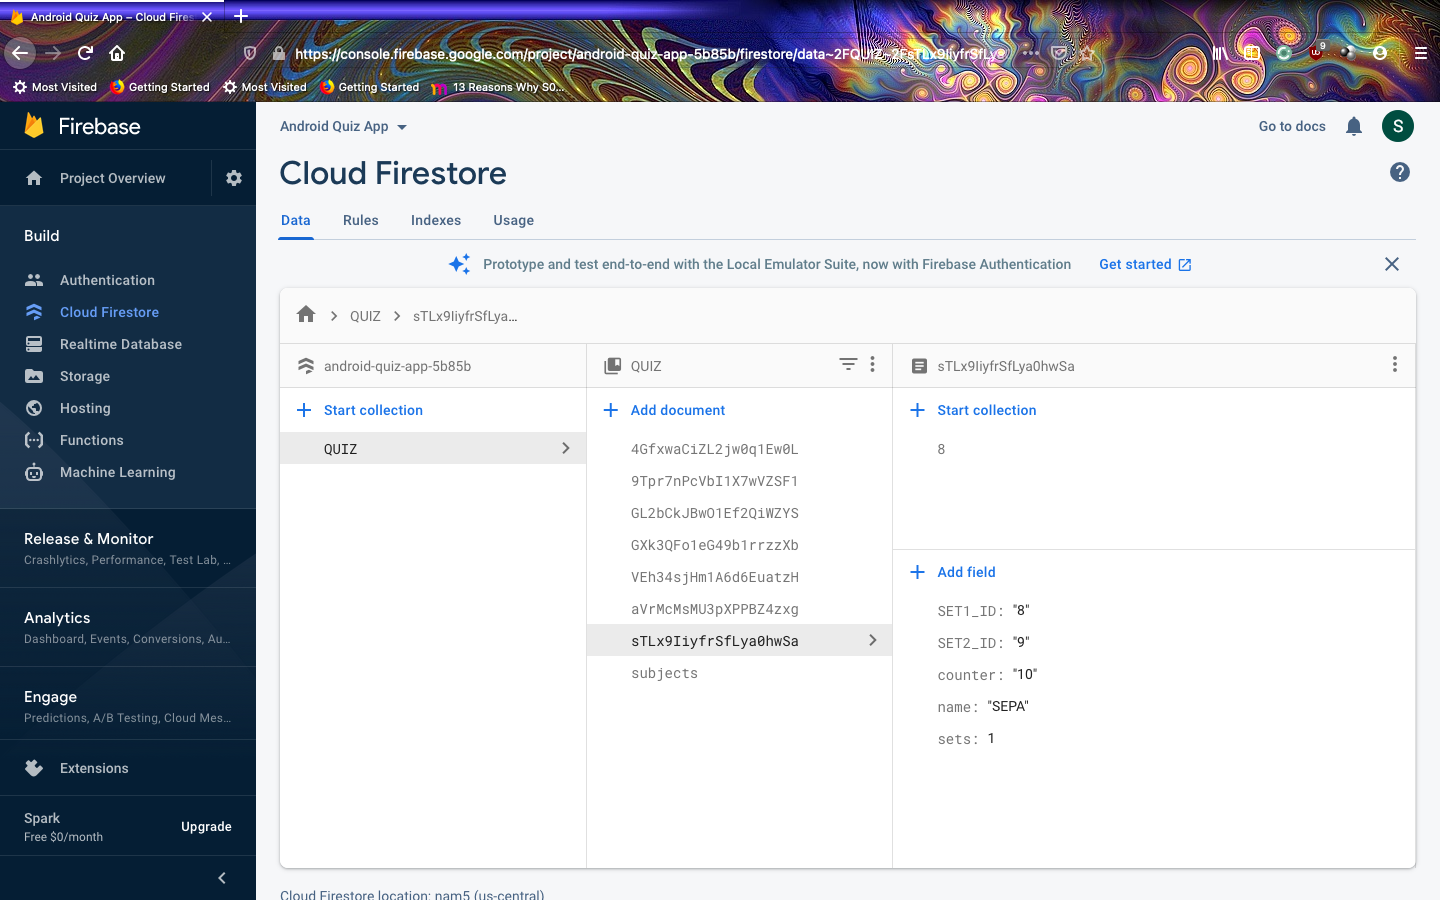 Android Quiz App – Cloud Fires
https://console.firebase.google.com/project/android-quiz-app-5b85b/firestore/data~2FQUIZ~2FsTLx9IiyfrSfLy
9
Most Visited
Getting Started
Most Visited
Getting Started
13 Reasons Why S0…
Firebase
Project Overview
Build
Authentication
Cloud Firestore
Realtime Database
Storage
Hosting
Functions
Machine Learning
Release & Monitor
Crashlytics, Performance, Test Lab, …
Analytics
Dashboard, Events, Conversions, Au…
Engage
Predictions, A/B Testing, Cloud Mes…
Extensions
Spark
Free $0/month
Upgrade
Android Quiz App
Go to docs
S
Cloud Firestore
Data
Rules
Indexes
Usage
Prototype and test end-to-end with the Local Emulator Suite, now with Firebase Authentication
Get started
QUIZ
sTLx9IiyfrSfLya…
android-quiz-app-5b85b
Start collection
QUIZ
QUIZ
Add document
4GfxwaCiZL2jw0q1Ew0L
9Tpr7nPcVbI1X7wVZSF1
GL2bCkJBwO1Ef2QiWZYS
GXk3QFo1eG49b1rrzzXb
VEh34sjHm1A6d6EuatzH
aVrMcMsMU3pXPPBZ4zxg
sTLx9IiyfrSfLya0hwSa
subjects
sTLx9IiyfrSfLya0hwSa
Start collection
8
Add field
SET1_ID: "8"
SET2_ID: "9"
counter: "10"
name: "SEPA"
sets: 1
Cloud Firestore location: nam5 (us-central)